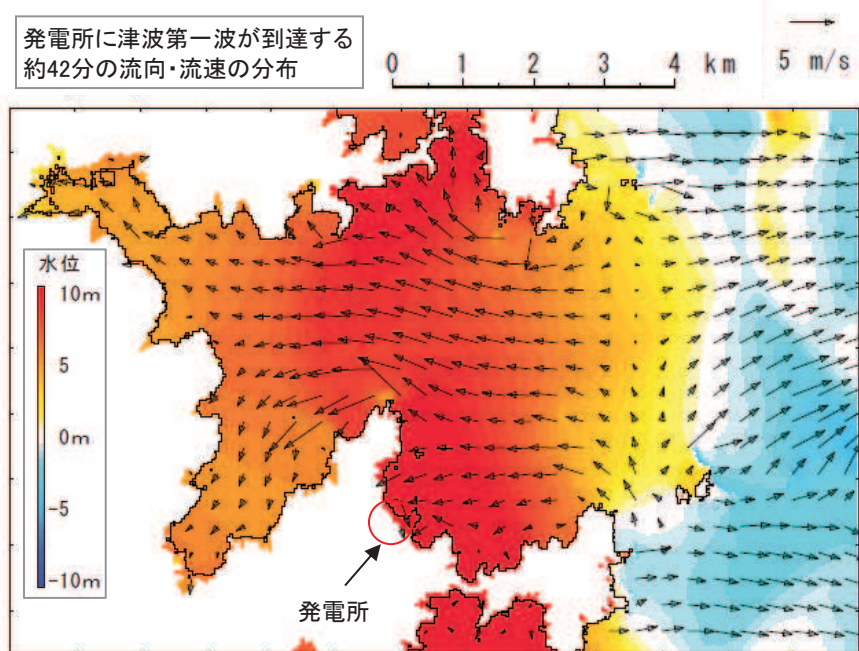 発電所に津波第一波が到達する
約42分の流向・流速の分布
0 1 2 3 4 km
5 m/s
水位
10m
5
0m
-5
-10m
発電所